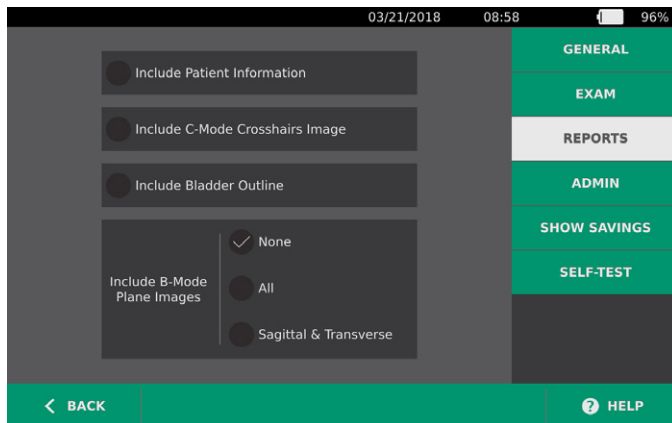 03/21/2018 08:58 96%
Include Patient Information
Include C-Mode Crosshairs Image
Include Bladder Outline
Include B-Mode
Plane Images
None
All
Sagittal & Transverse
GENERAL
EXAM
REPORTS
ADMIN
SHOW SAVINGS
SELF-TEST
BACK
? HELP